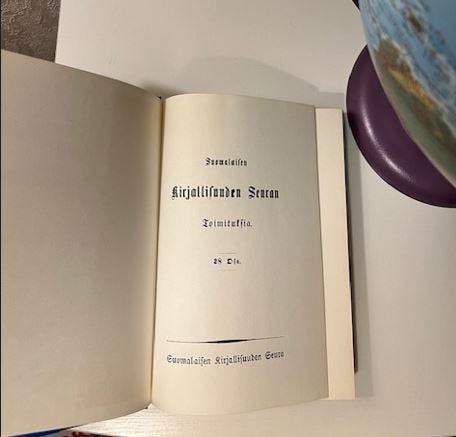 Suomalaisen
Kirjallisuuden Seuran
Toimituksia.
28 Osa.
Suomalaisen Kirjallisuuden Seura